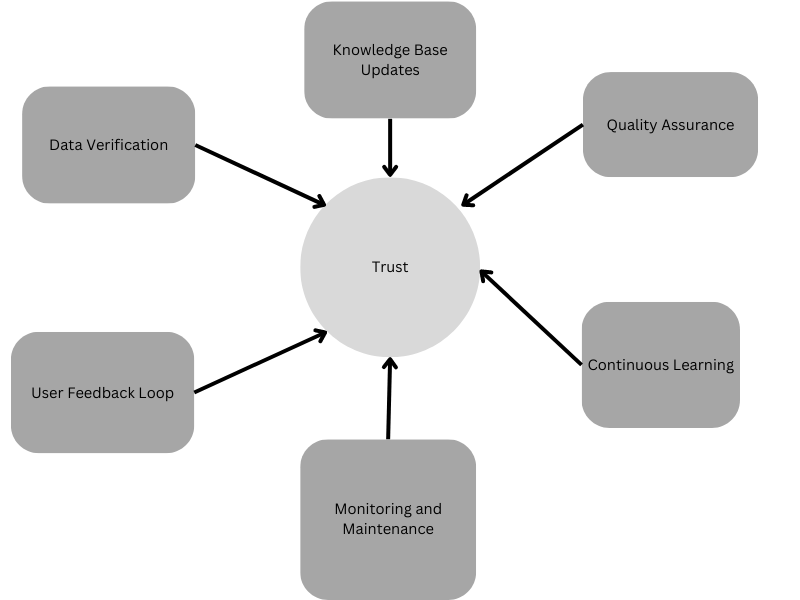 Knowledge Base
Updates
Quality Assurance
Data Verification
Trust
Continuous Learning
User Feedback Loop
Monitoring and
Maintenance